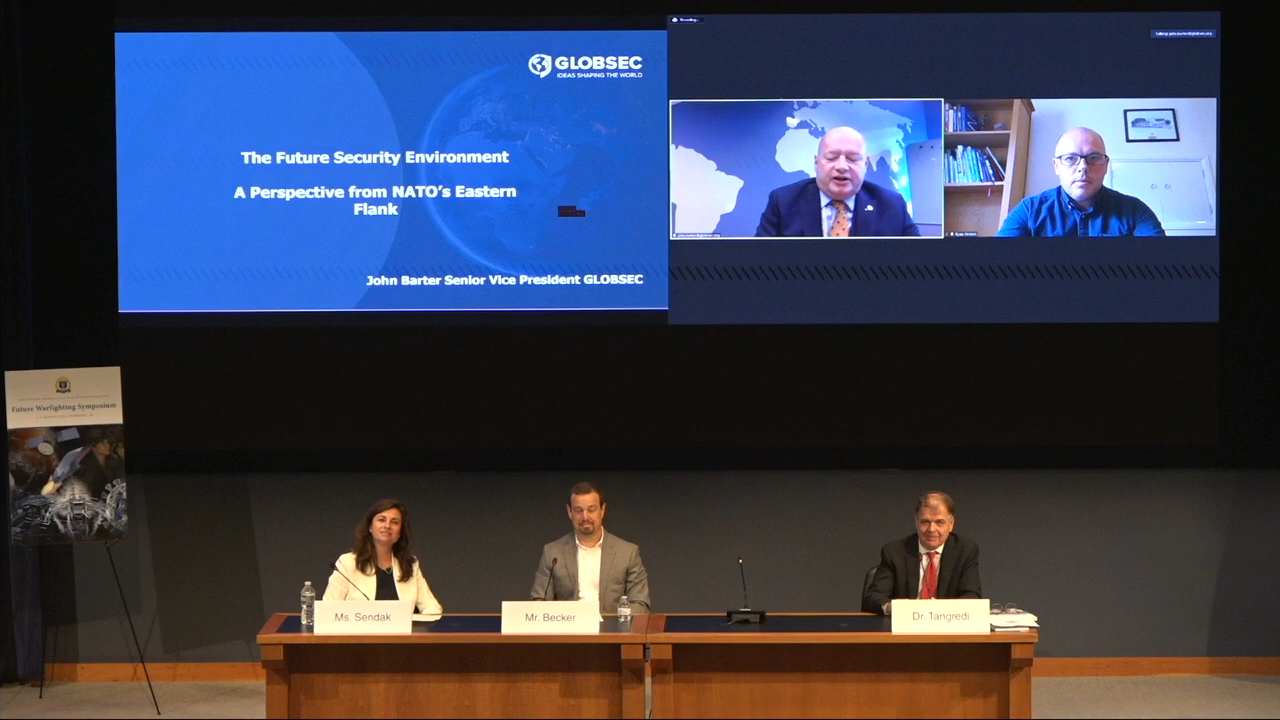 GLOBSEC
IDEAS SHAPING THE WORLD
The Future Security Environment
A Perspective from NATO's Eastern
Flank
John Barter Senior Vice President GLOBSEC
Future Warfighting Symposium
Ms. Sendak
Mr. Becker
Dr. Tangredi